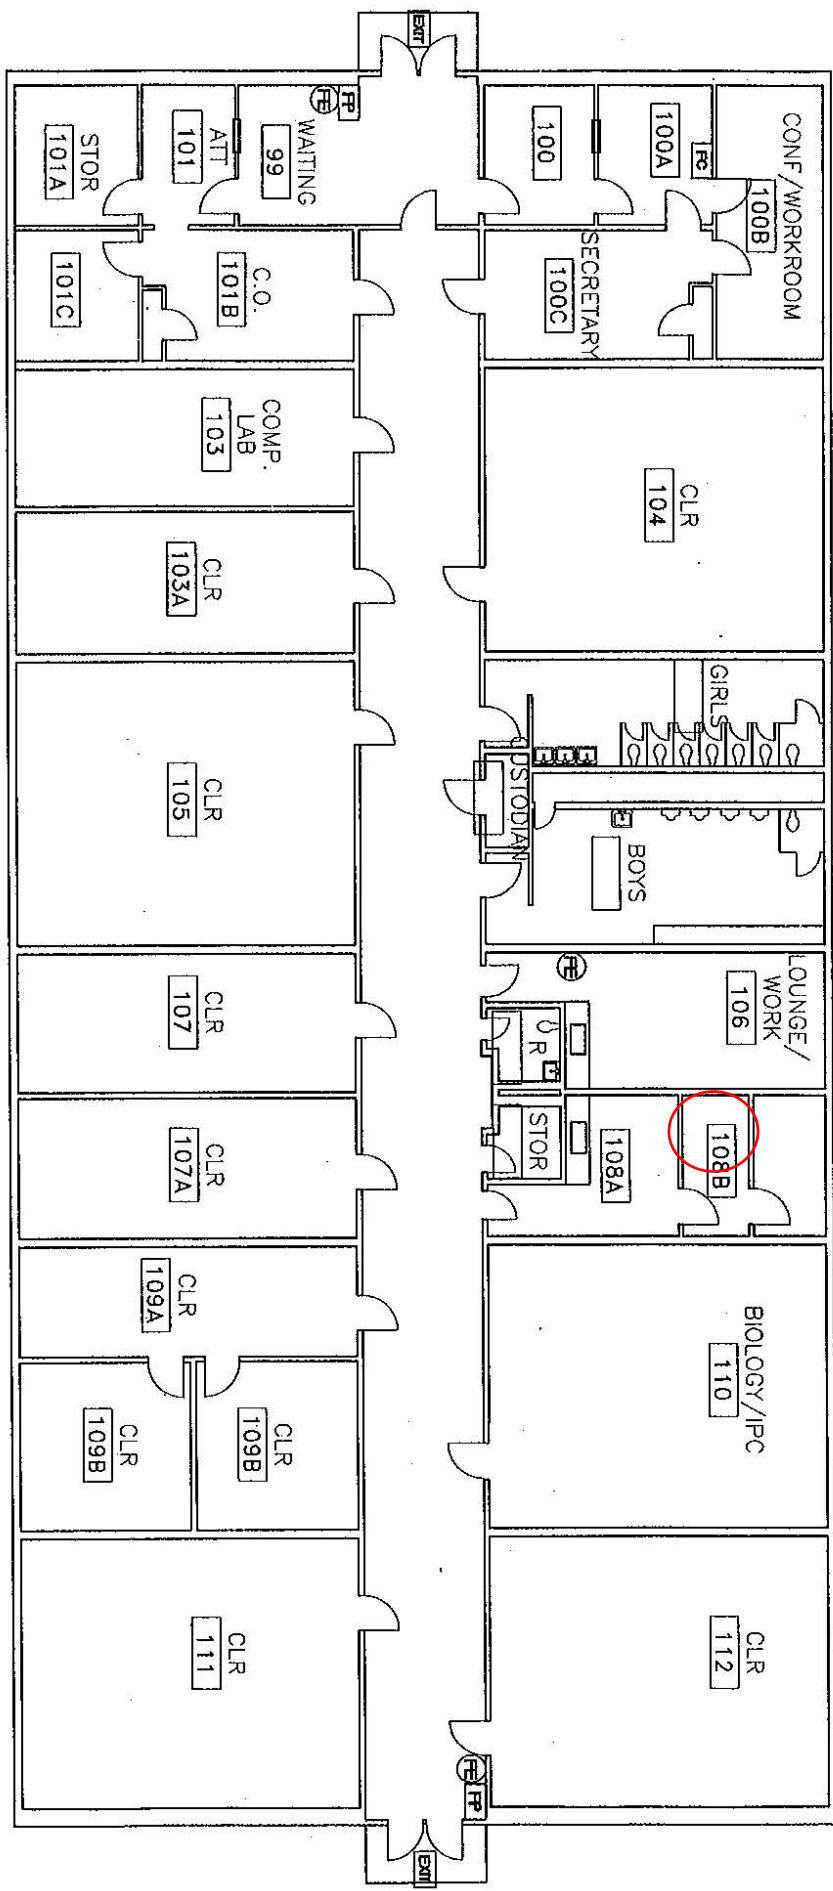 EXIT
STOR
101A
ATT
101
WAITING
99
FE
FP
100
100A
FC
CONF/WORKROOM
100B
101C
C.O.
101B
SECRETARY
100C
COMP.
LAB
103
CLR
104
CLR
103A
GIRLS
CLR
105
CUSTODIAN
BOYS
CLR
107
FE
LOUNGE/
WORK
106
R
CLR
107A
STOR
108A
108B
CLR
109A
BIOLOGY/IPC
110
CLR
109B
CLR
109B
CLR
111
CLR
112
FE
FP
EXIT